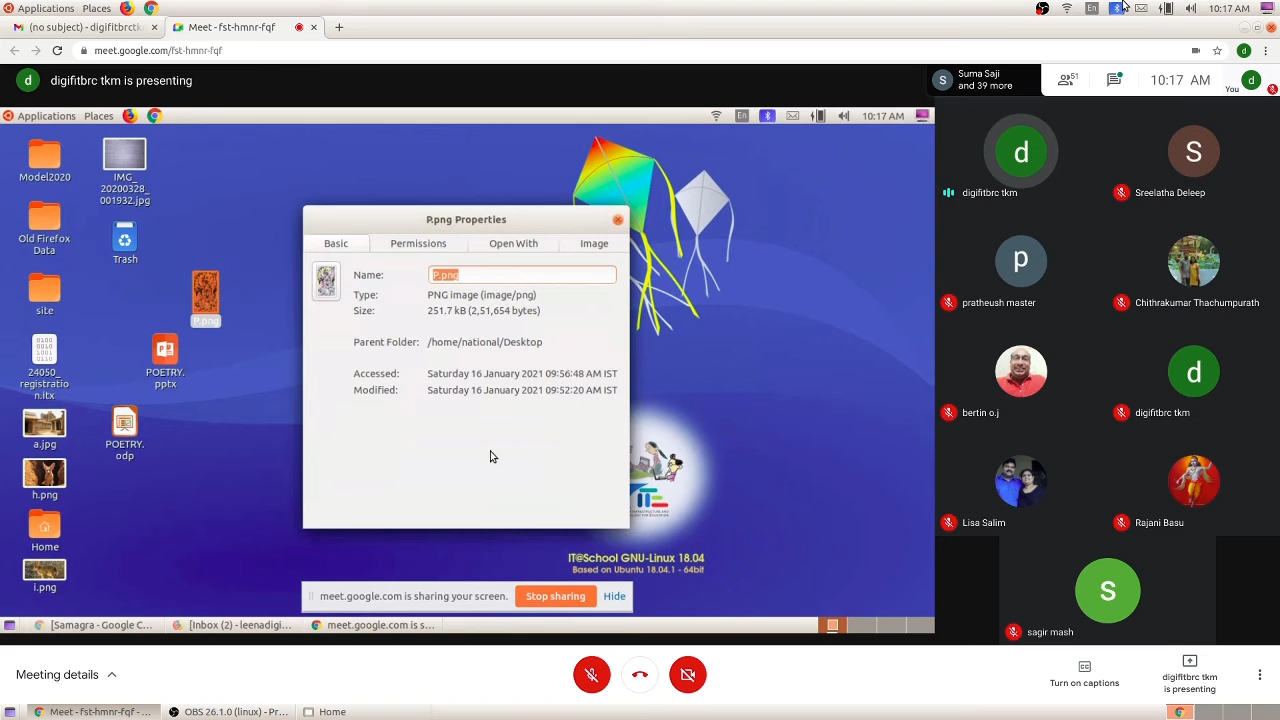 Applications Places En 10:17 AM
(no subject) - digifitbrctk Meet - fst-hmnr-fqf
meet.google.com/fst-hmnr-fqf d
d digifitbrc tkm is presenting
S Suma Saji
and 39 more
51
10:17 AM
You d
Applications Places En 10:17 AM
Model2020
IMG_
20200328_
001932.jpg
Old Firefox
Data
Trash
site
P.png
24050_
registratio
n.itx
POETRY.
pptx
a.jpg
POETRY.
odp
h.png
Home
i.png
P.png Properties
Basic Permissions Open With Image
Name: P.png
Type: PNG image (image/png)
Size: 251.7 kB (2,51,654 bytes)
Parent Folder: /home/national/Desktop
Accessed: Saturday 16 January 2021 09:56:48 AM IST
Modified: Saturday 16 January 2021 09:52:20 AM IST
IT@School GNU-Linux 18.04
Based on Ubuntu 18.04.1 - 64bit
meet.google.com is sharing your screen. Stop sharing Hide
[Samagra - Google C... [Inbox (2) - leenadigi... meet.google.com is s...
d
digifitbrc tkm
S
Sreelatha Deleep
p
pratheush master
Chithrakumar Thachumpurath
bertin o.j
d
digifitbrc tkm
Lisa Salim
Rajani Basu
s
sagir mash
Meeting details
Turn on captions
digifitbrc tkm
is presenting
Meet - fst-hmnr-fqf - ... OBS 26.1.0 (linux) - Pr... Home